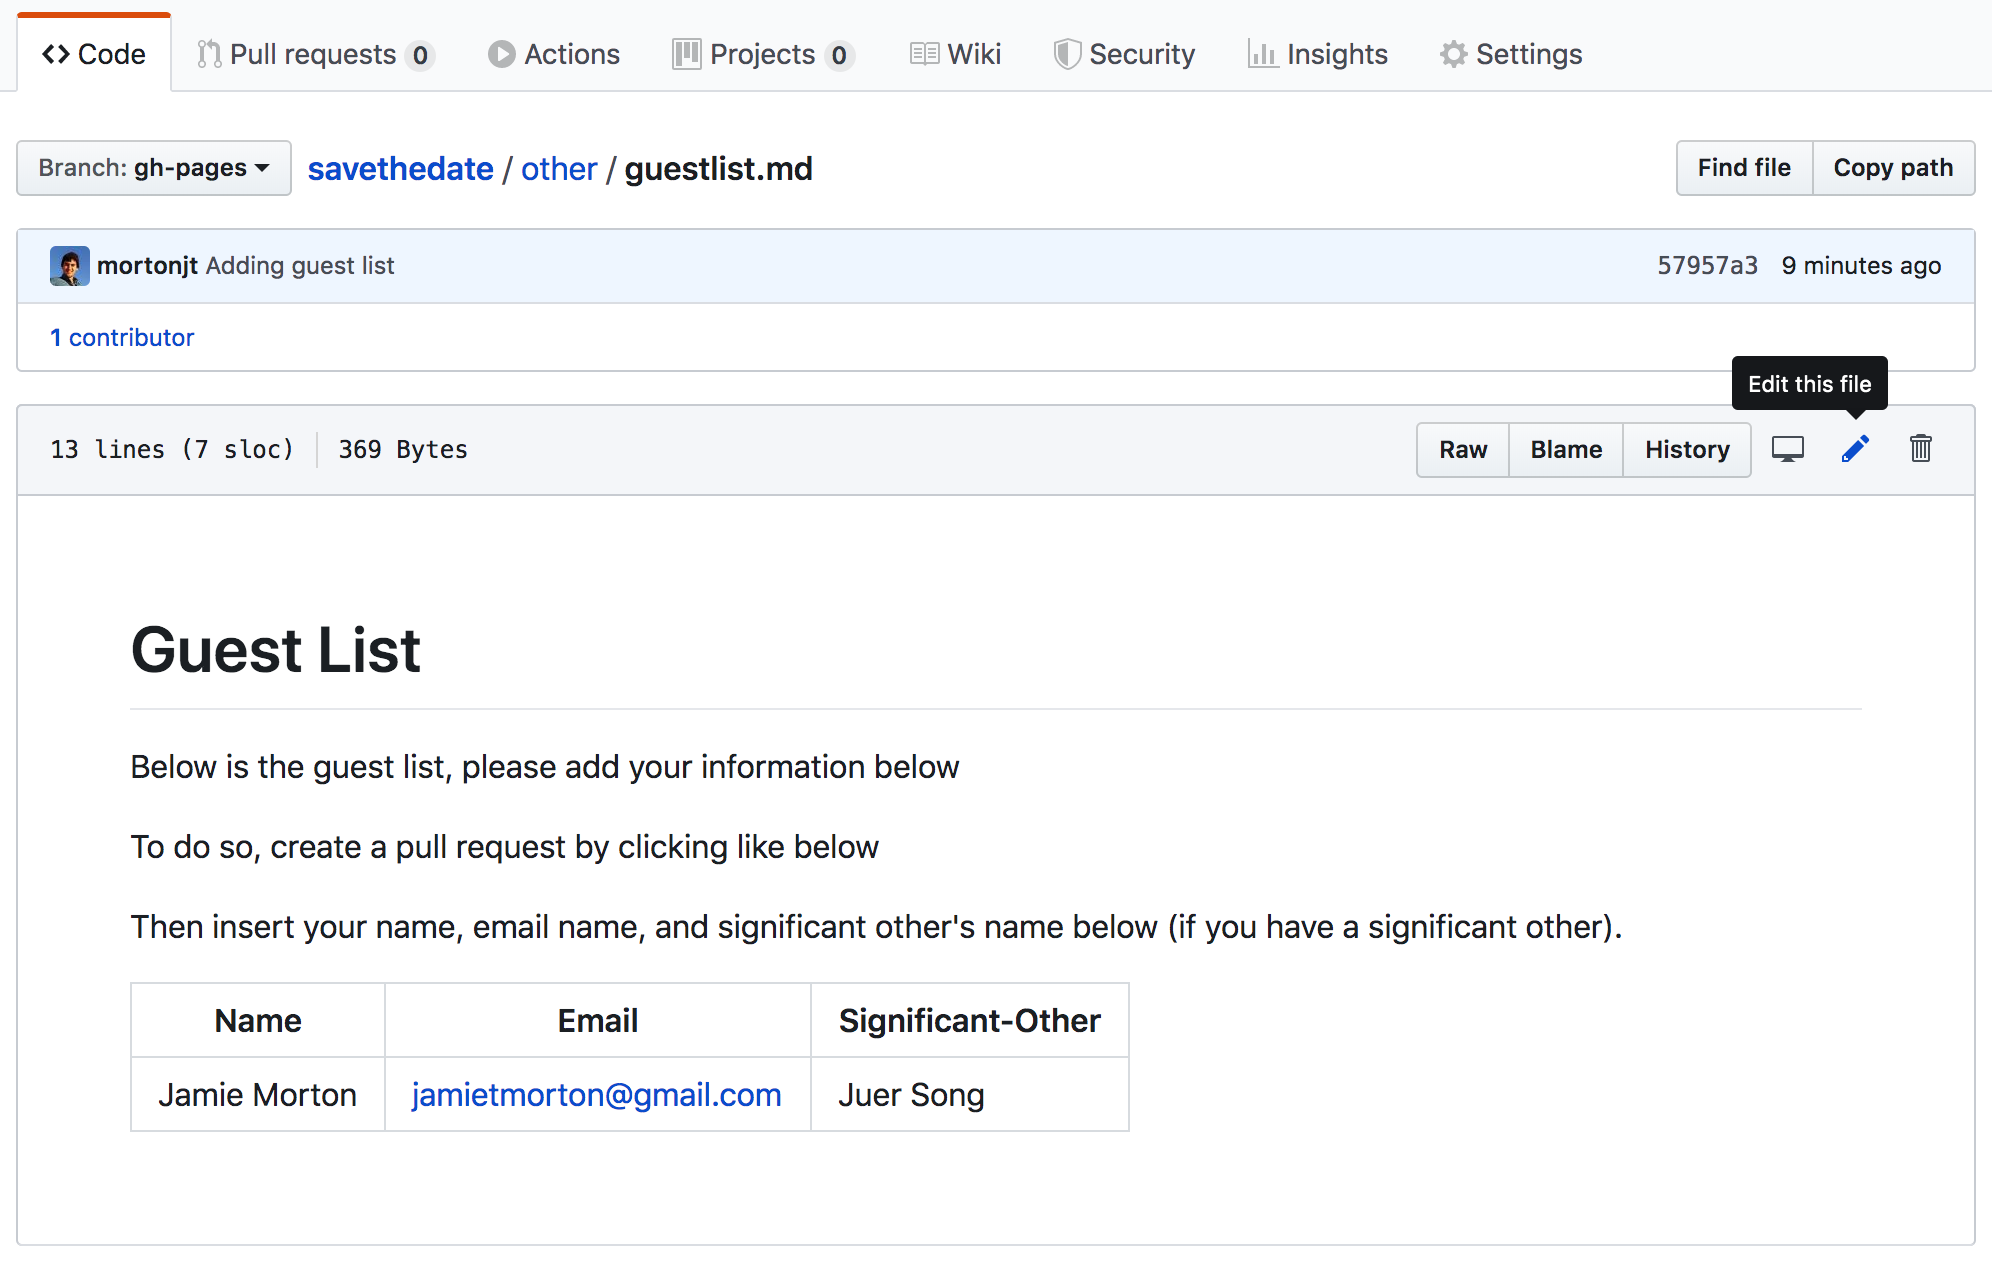 Code Pull requests 0 Actions Projects 0 Wiki Security Insights Settings
Branch: gh-pages savethedate / other / guestlist.md Find file Copy path
mortonjt Adding guest list 57957a3 9 minutes ago
1 contributor
Edit this file
13 lines (7 sloc) 369 Bytes Raw Blame History
Guest List
Below is the guest list, please add your information below
To do so, create a pull request by clicking like below
Then insert your name, email name, and significant other's name below (if you have a significant other).
Name Email Significant-Other
Jamie Morton jamietmorton@gmail.com Juer Song